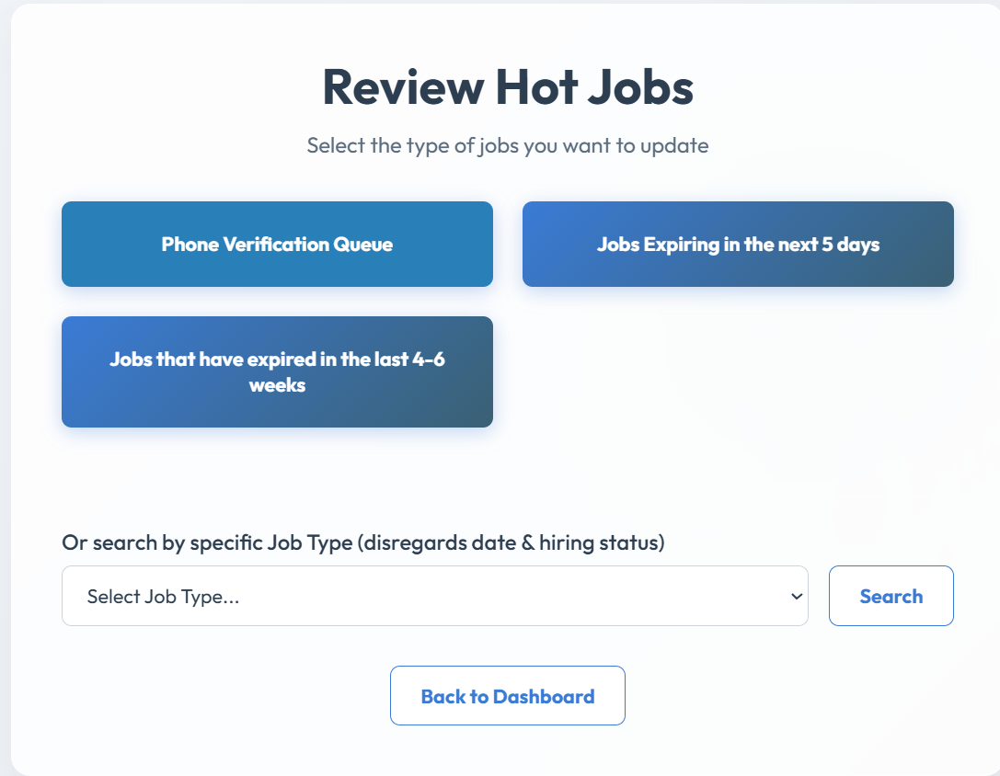 Review Hot Jobs
Select the type of jobs you want to update
Phone Verification Queue
Jobs Expiring in the next 5 days
Jobs that have expired in the last 4-6
weeks
Or search by specific Job Type (disregards date & hiring status)
Select Job Type...
Search
Back to Dashboard